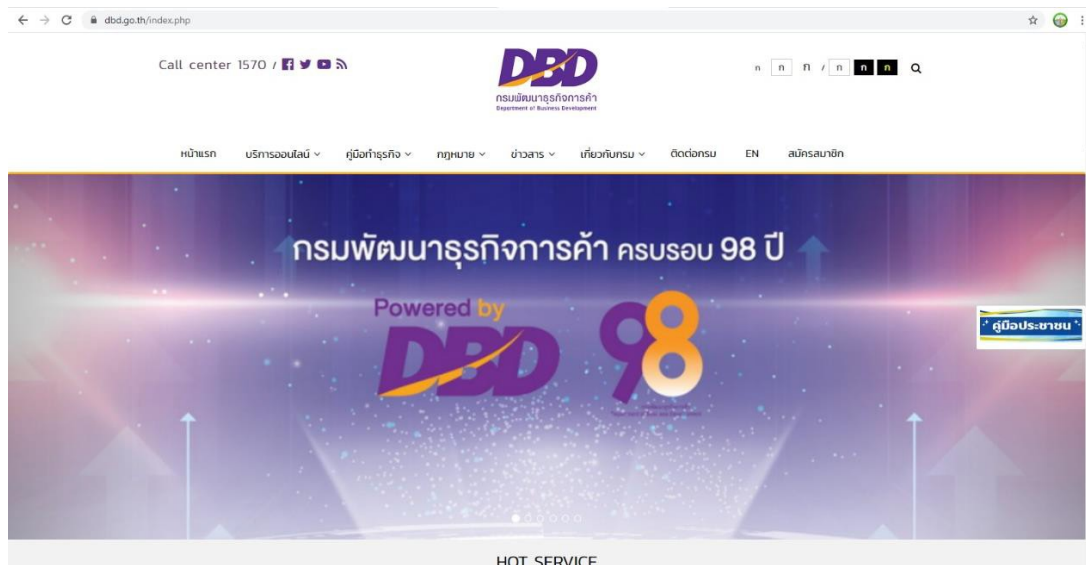 dbd.go.th/index.php
Call center 1570 /
DBD
กรมพัฒนาธุรกิจการค้า
Department of Business Development
ก ก ก / ก ก ก
หน้าแรก บริการออนไลน์ คู่มือทำธุรกิจ กฎหมาย ข่าวสาร เกี่ยวกับกรม ติดต่อกรม EN สมัครสมาชิก
กรมพัฒนาธุรกิจการค้า ครบรอบ 98 ปี
Powered by
DBD 98
คู่มือประชาชน
HOT SERVICE